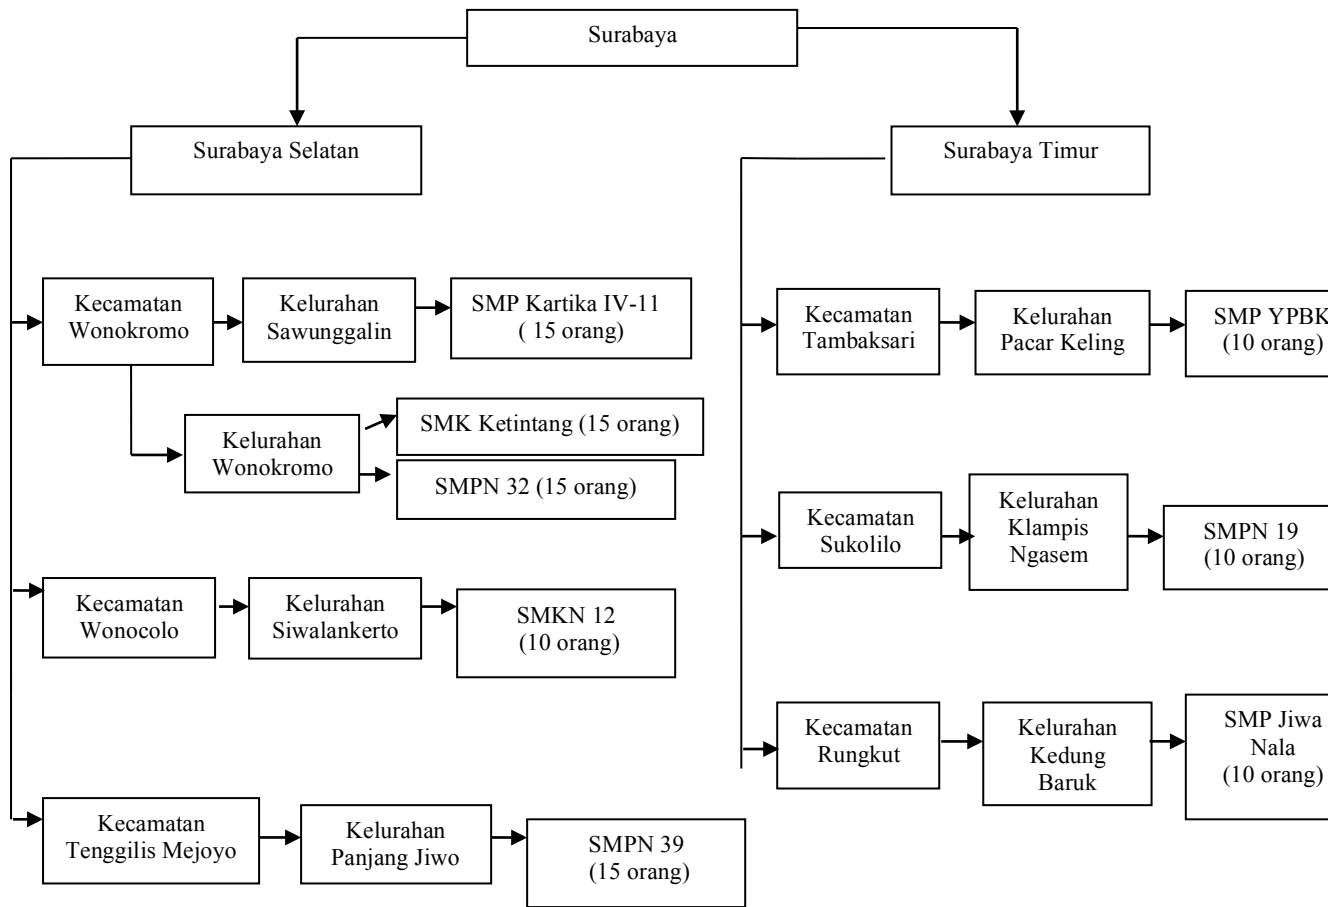 Surabaya
Surabaya Selatan
Kecamatan
Wonokromo
Kelurahan
Sawunggalin
SMP Kartika IV-11
( 15 orang)
Kelurahan
Wonokromo
SMK Ketintang (15 orang)
SMPN 32 (15 orang)
Kecamatan
Wonocolo
Kelurahan
Siwalankerto
SMKN 12
(10 orang)
Kecamatan
Tenggilis Mejoyo
Kelurahan
Panjang Jiwo
SMPN 39
(15 orang)
Surabaya Timur
Kecamatan
Tambaksari
Kelurahan
Pacar Keling
SMP YPBK
(10 orang)
Kecamatan
Sukolilo
Kelurahan
Klampis
Ngasem
SMPN 19
(10 orang)
Kecamatan
Rungkut
Kelurahan
Kedung
Baruk
SMP Jiwa
Nala
(10 orang)